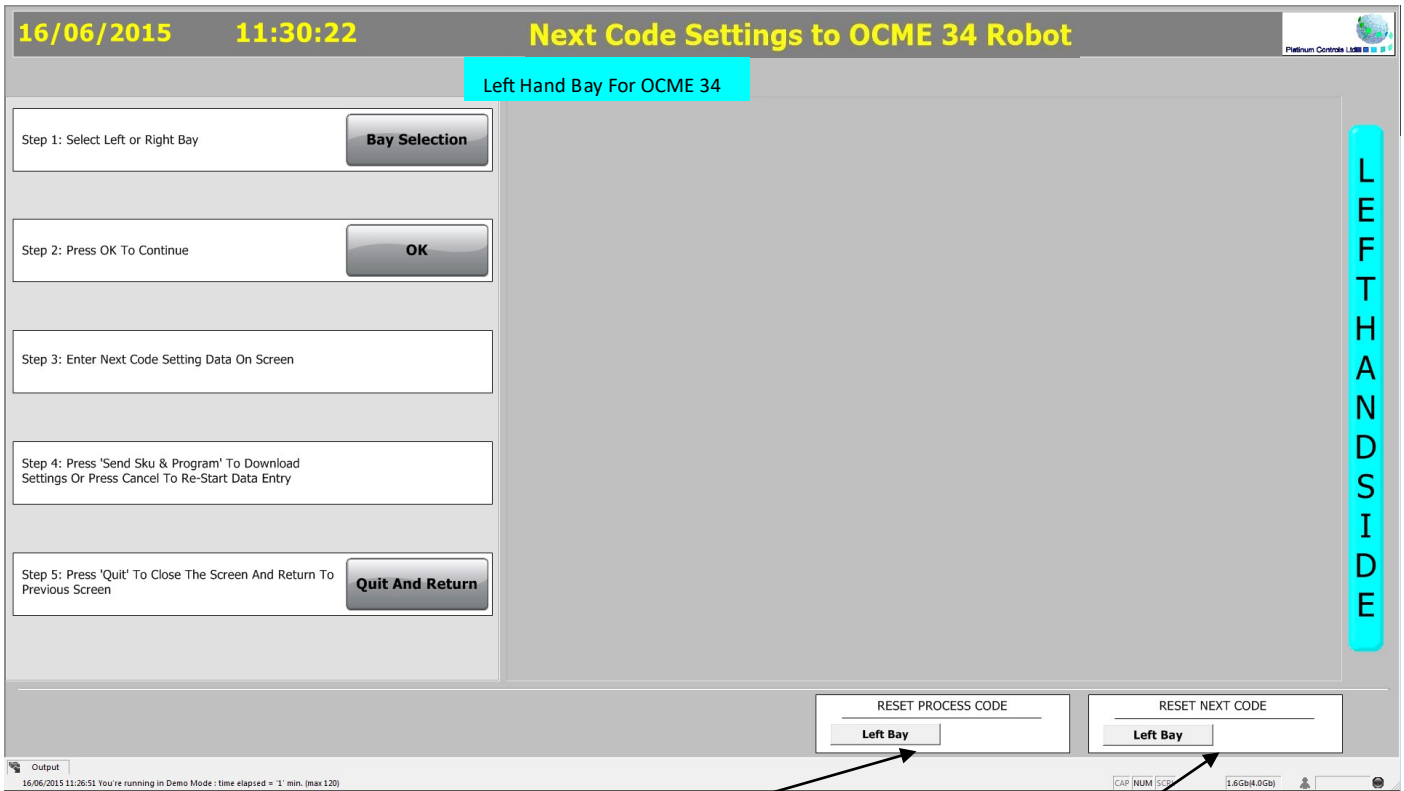 16/06/2015 11:30:22 Next Code Settings to OCME 34 Robot
Platinum Controls Ltd
Left Hand Bay For OCME 34
Step 1: Select Left or Right Bay
Bay Selection
Step 2: Press OK To Continue
OK
Step 3: Enter Next Code Setting Data On Screen
Step 4: Press 'Send Sku & Program' To Download
Settings Or Press Cancel To Re-Start Data Entry
Step 5: Press 'Quit' To Close The Screen And Return To
Previous Screen
Quit And Return
L
E
F
T
H
A
N
D
S
I
D
E
RESET PROCESS CODE
Left Bay
RESET NEXT CODE
Left Bay
Output
16/06/2015 11:26:51 You're running in Demo Mode : time elapsed = '1' min. (max 120)
CAP NUM 1.6Gb(4.0Gb)